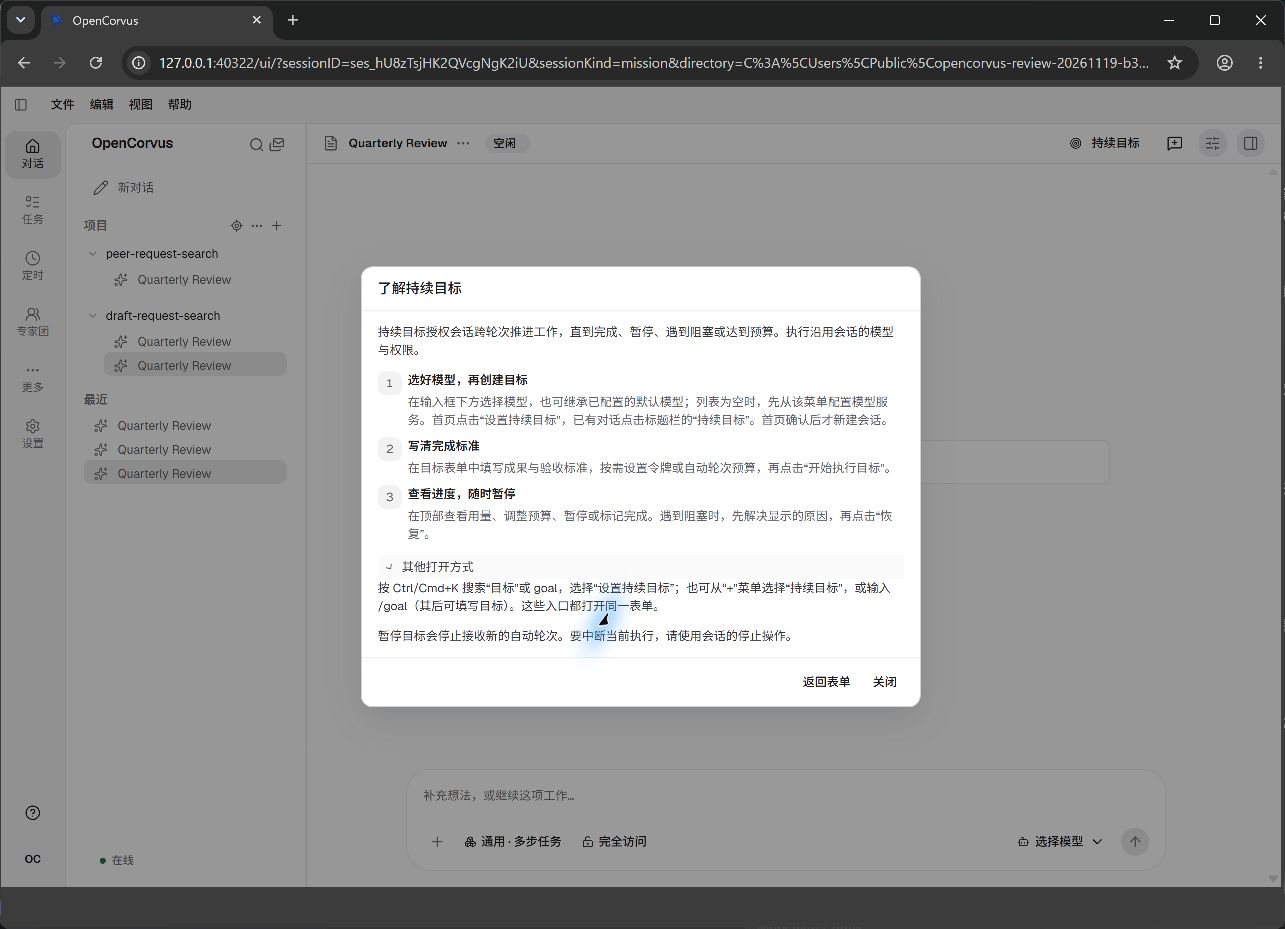 OpenCorvus
127.0.0.1:40322/ui/?sessionID=ses_hU8zTsjHK2QVcgNgK2iU&sessionKind=mission&directory=C%3A%5CUsers%5CPublic%5Copencorvus-review-20261119-b3...
文件 编辑 视图 帮助
对话
任务
定时
专家团
更多
设置
OC
OpenCorvus
新对话
项目
peer-request-search
Quarterly Review
draft-request-search
Quarterly Review
Quarterly Review
最近
Quarterly Review
Quarterly Review
Quarterly Review
在线
Quarterly Review ··· 空闲
持续目标
了解持续目标
持续目标授权会话跨轮次推进工作，直到完成、暂停、遇到阻塞或达到预算。执行沿用会话的模型
与权限。
1 选好模型，再创建目标
在输入框下方选择模型，也可继承已配置的默认模型；列表为空时，先从该菜单配置模型服
务。首页点击“设置持续目标”，已有对话点击标题栏的“持续目标”。首页确认后才新建会话。
2 写清完成标准
在目标表单中填写成果与验收标准，按需设置令牌或自动轮次预算，再点击“开始执行目标”。
3 查看进度，随时暂停
在顶部查看用量、调整预算、暂停或标记完成。遇到阻塞时，先解决显示的原因，再点击“恢
复”。
其他打开方式
按 Ctrl/Cmd+K 搜索“目标”或 goal，选择“设置持续目标”；也可从“+”菜单选择“持续目标”，或输入
/goal（其后可填写目标）。这些入口都打开同一表单。
暂停目标会停止接收新的自动轮次。要中断当前执行，请使用会话的停止操作。
返回表单 关闭
补充想法，或继续这项工作...
通用 · 多步任务 完全访问 选择模型